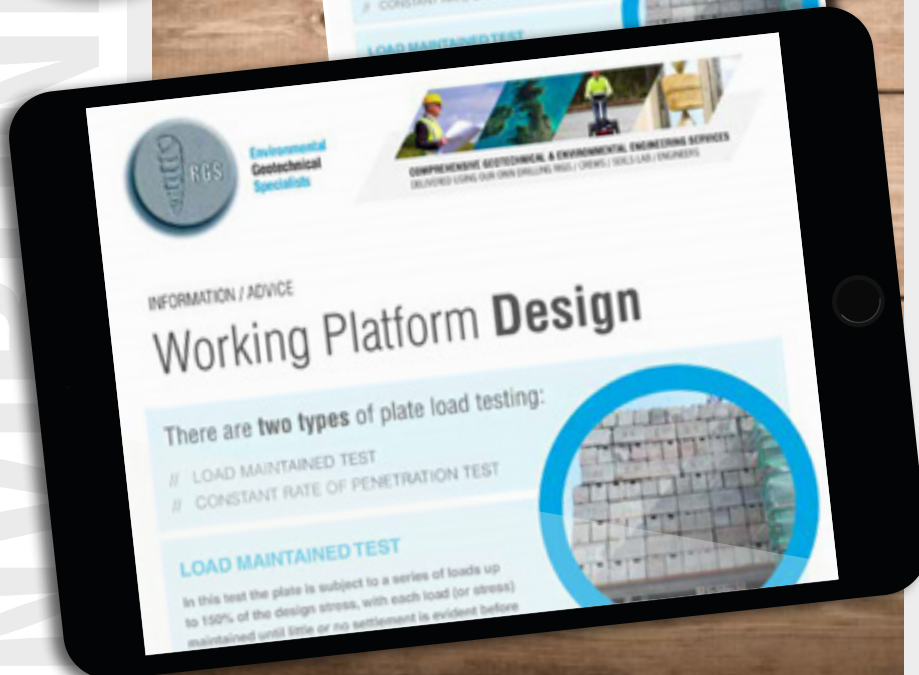 // CONSTANT RATE OF
LOAD MAINTAINED TEST
RGS
Environmental
Geotechnical
Specialists
COMPREHENSIVE GEOTECHNICAL & ENVIRONMENTAL ENGINEERING SERVICES
DELIVERED USING OUR OWN DRILLING RIGS / CREWS / SOILS LAB / ENGINEERS
INFORMATION / ADVICE
Working Platform Design
There are two types of plate load testing:
// LOAD MAINTAINED TEST
// CONSTANT RATE OF PENETRATION TEST
LOAD MAINTAINED TEST
In this test the plate is subject to a series of loads up
to 150% of the design stress, with each load (or stress)
maintained until little or no settlement is evident before